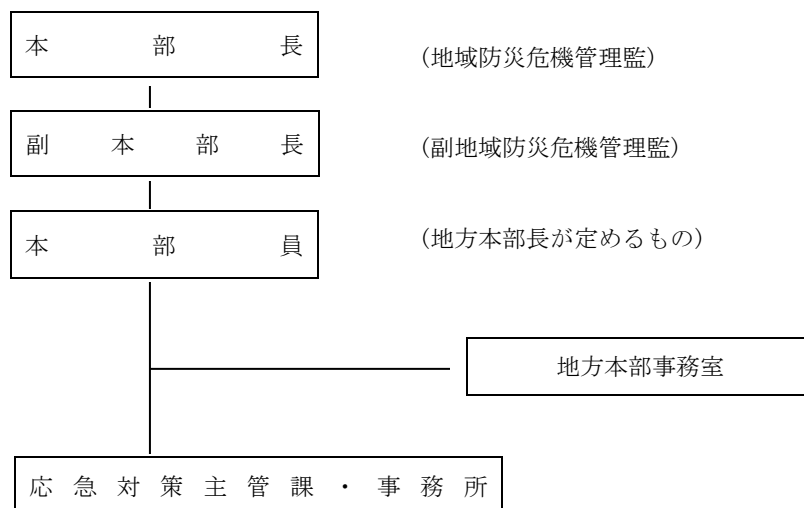 本部長
(地域防災危機管理監)
副本部長
(副地域防災危機管理監)
本部員
(地方本部長が定めるもの)
地方本部事務室
応急対策主管課・事務所